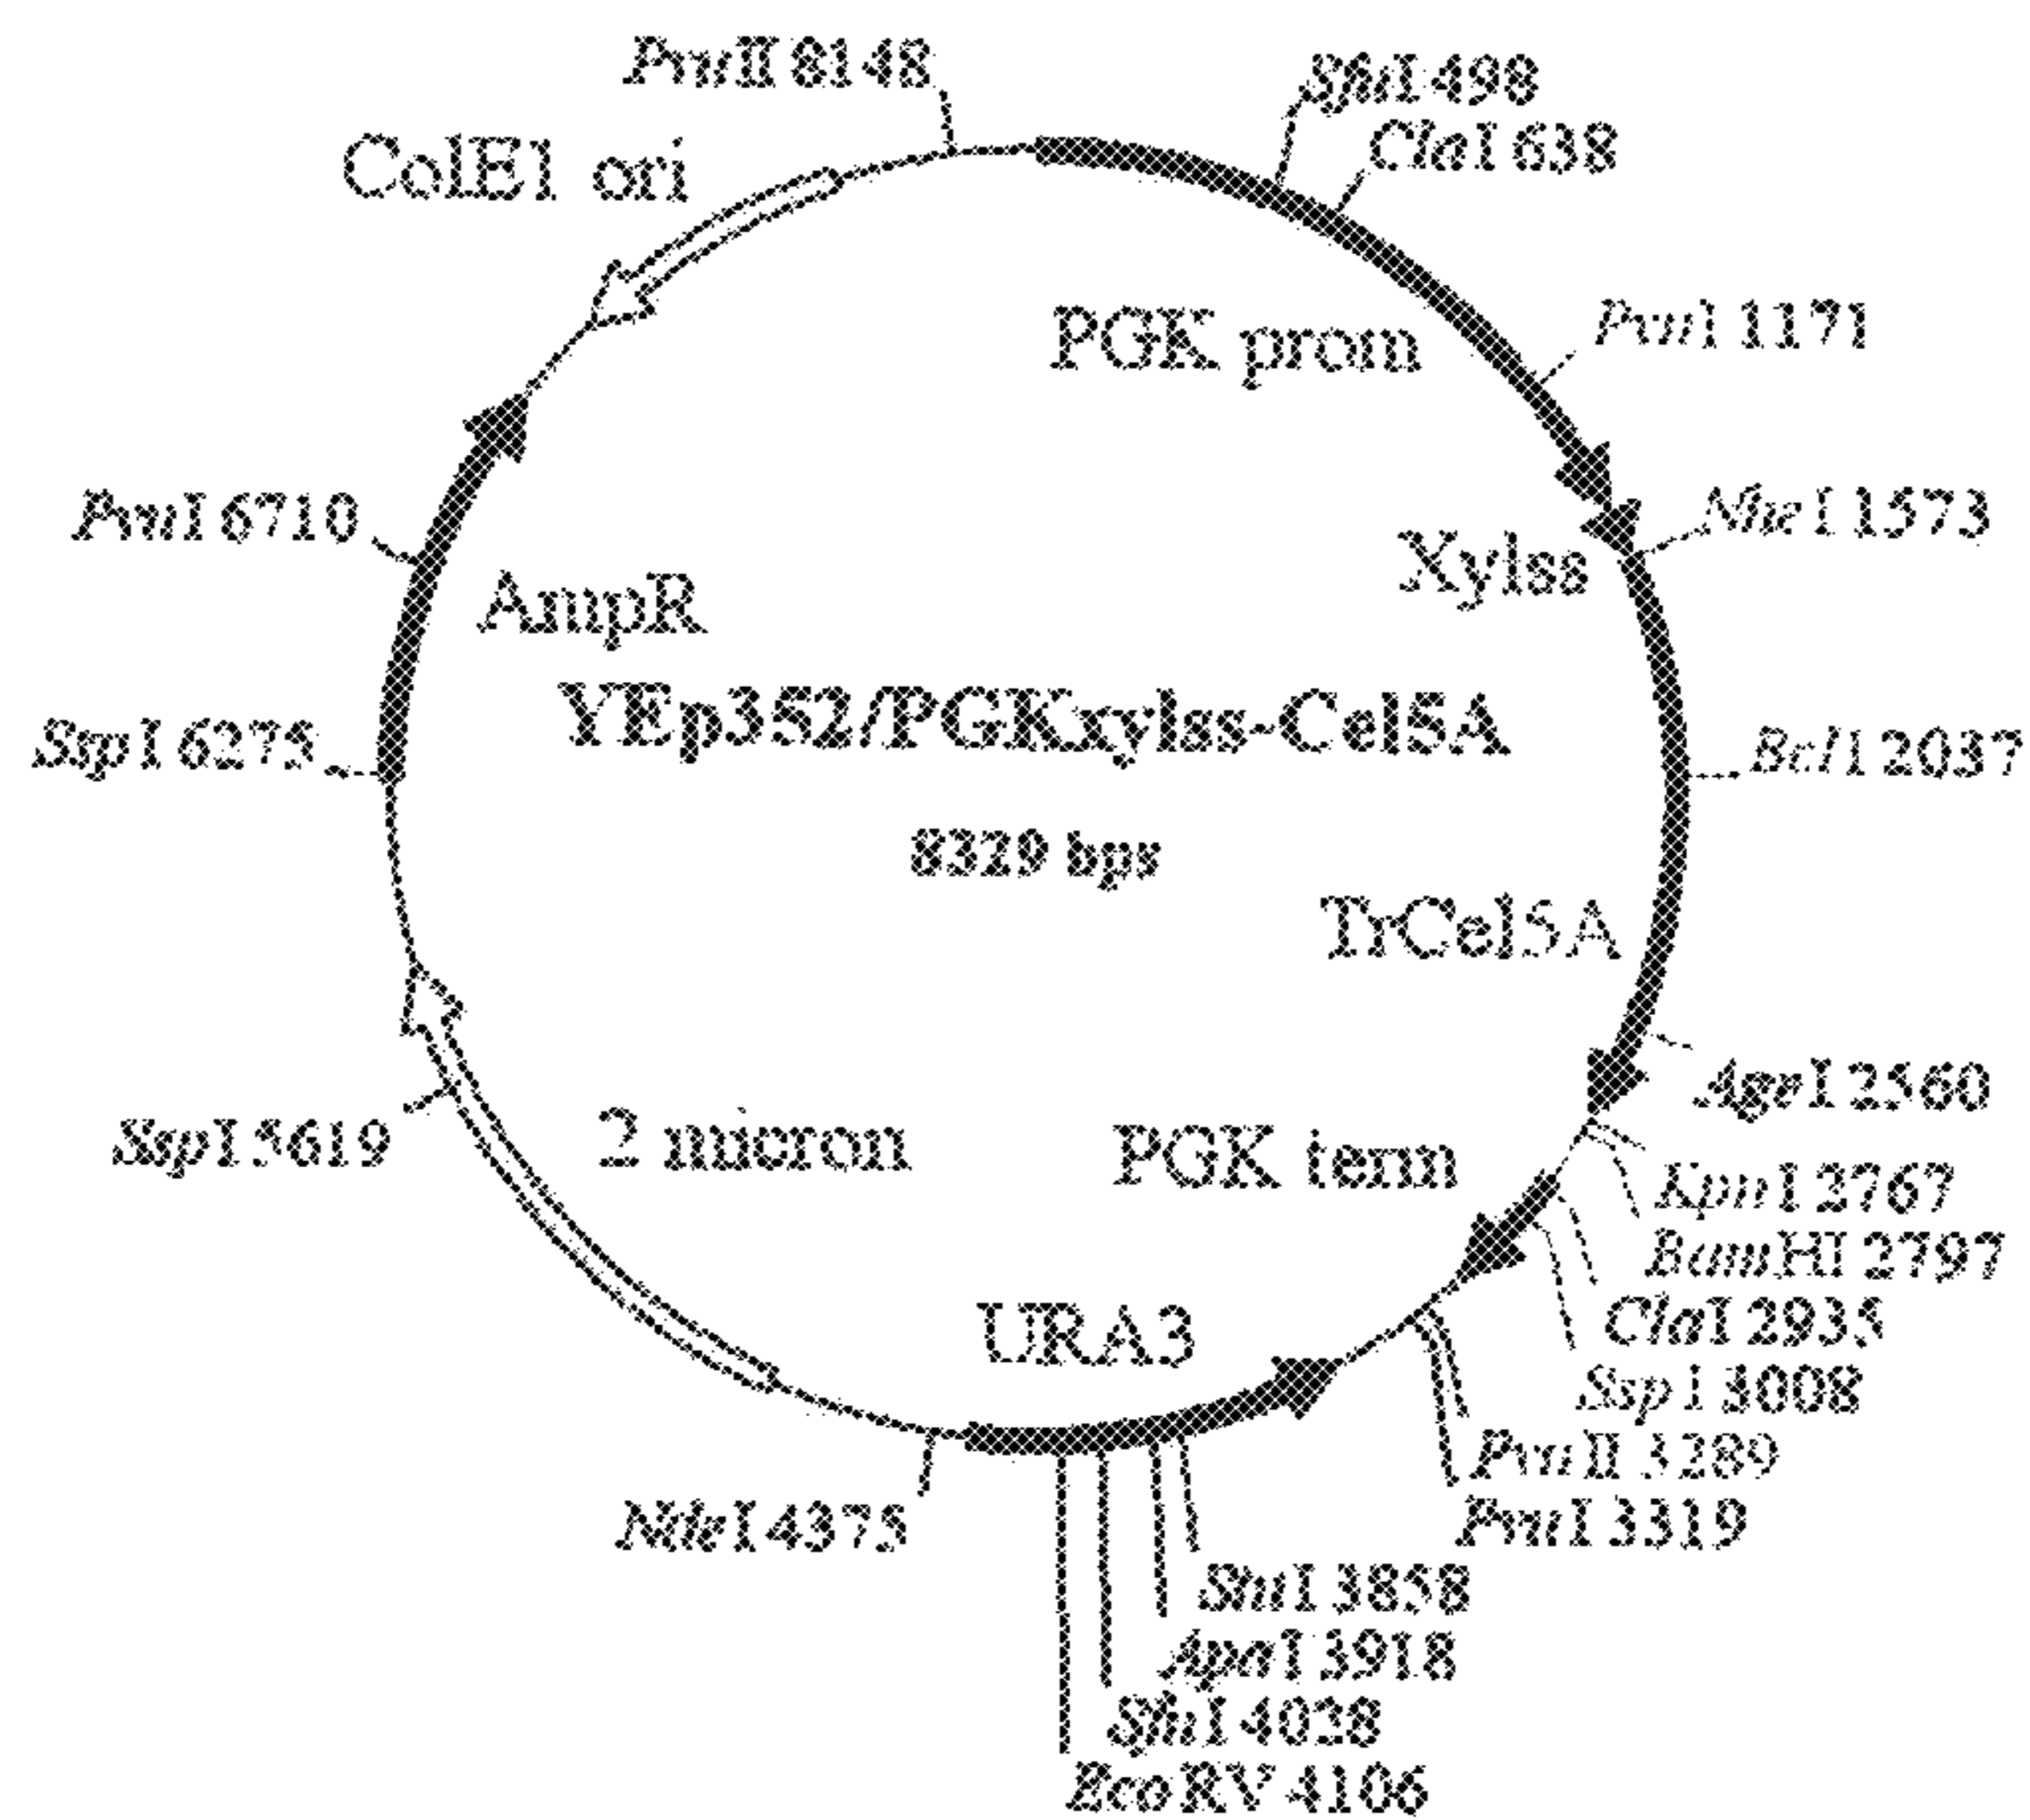 PvuII 8148
SphI 498
ClaI 638
ColE1 ori
PGK prom
PvuI 1171
PvuI 6710
NheI 1573
Xylss
AmpR
YEp352/PGKxylss-Cel5A
SspI 6275
BclI 2037
8329 bps
TrCel5A
AgeI 2560
SspI 5619
2 micron
PGK term
KpnI 2767
BamHI 2797
ClaI 2935
SspI 3008
URA3
PvuII 3289
PvuI 3319
NheI 4375
StuI 3858
ApaI 3918
SphI 4028
EcoRV 4106